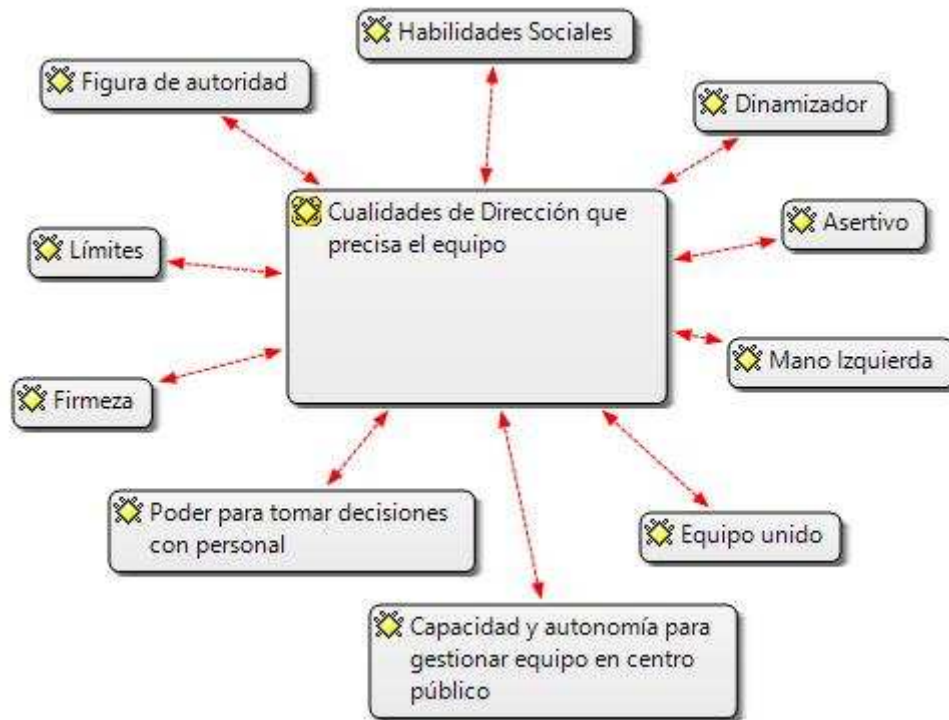 Habilidades Sociales
Figura de autoridad
Dinamizador
Cualidades de Dirección que
precisa el equipo
Asertivo
Límites
Mano Izquierda
Firmeza
Poder para tomar decisiones
con personal
Equipo unido
Capacidad y autonomía para
gestionar equipo en centro
público